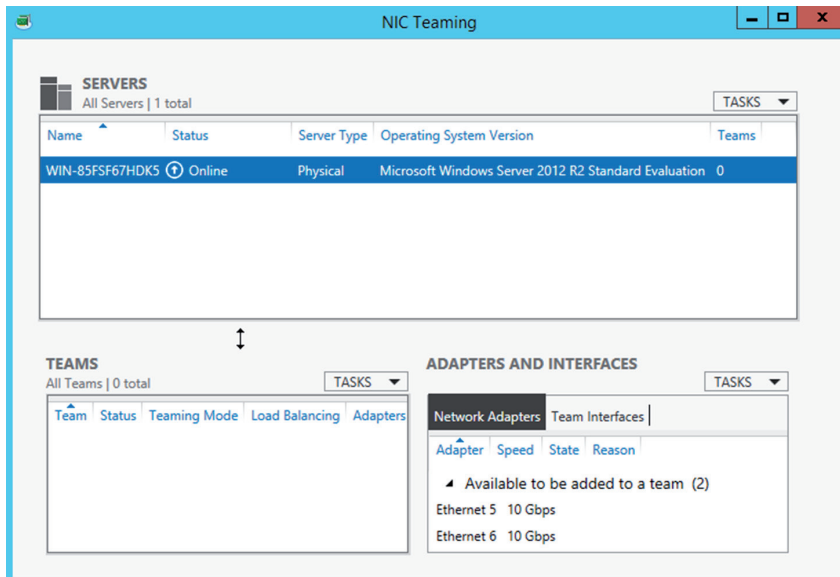 NIC Teaming
SERVERS
All Servers | 1 total
TASKS
Name Status Server Type Operating System Version Teams
WIN-85FSF67HDK5 Online Physical Microsoft Windows Server 2012 R2 Standard Evaluation 0
TEAMS
All Teams | 0 total
TASKS
Team Status Teaming Mode Load Balancing Adapters
ADAPTERS AND INTERFACES
TASKS
Network Adapters Team Interfaces
Adapter Speed State Reason
Available to be added to a team (2)
Ethernet 5 10 Gbps
Ethernet 6 10 Gbps